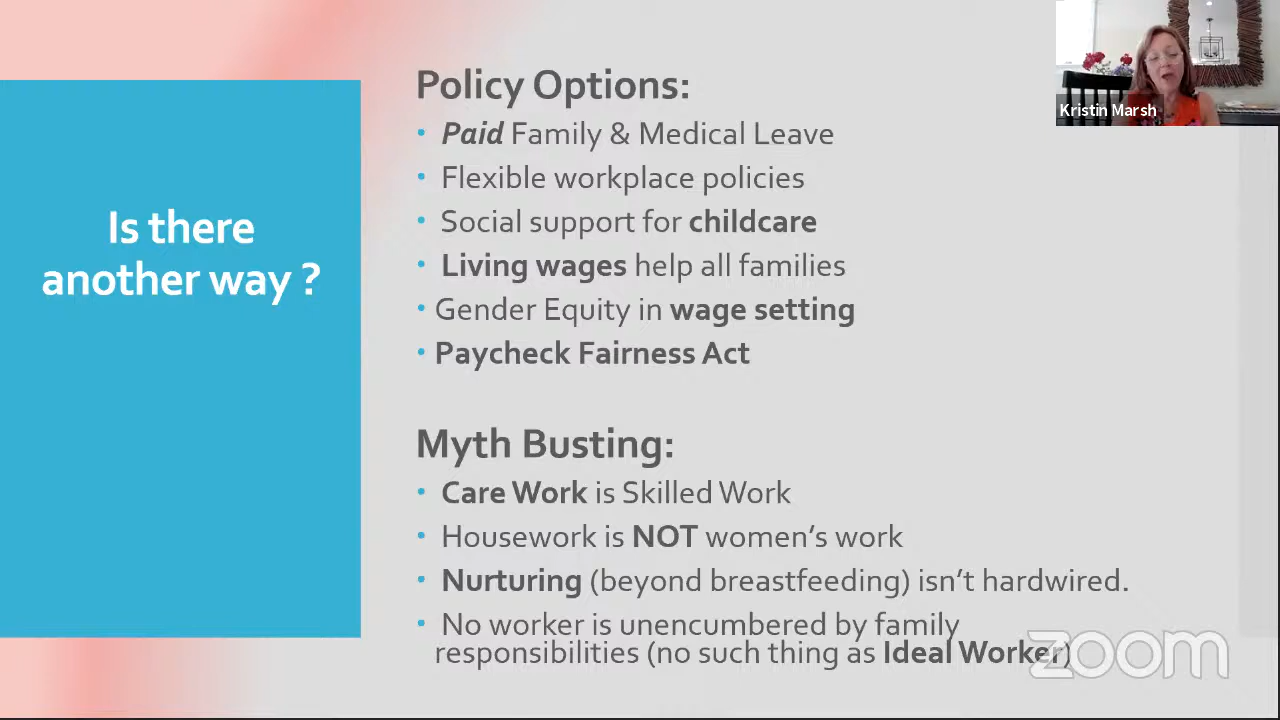 Is there
another way ?
Policy Options:
• Paid Family & Medical Leave
• Flexible workplace policies
• Social support for childcare
• Living wages help all families
• Gender Equity in wage setting
• Paycheck Fairness Act
Myth Busting:
• Care Work is Skilled Work
• Housework is NOT women’s work
• Nurturing (beyond breastfeeding) isn’t hardwired.
• No worker is unencumbered by family
responsibilities (no such thing as Ideal Worker)
Kristin Marsh
zoom